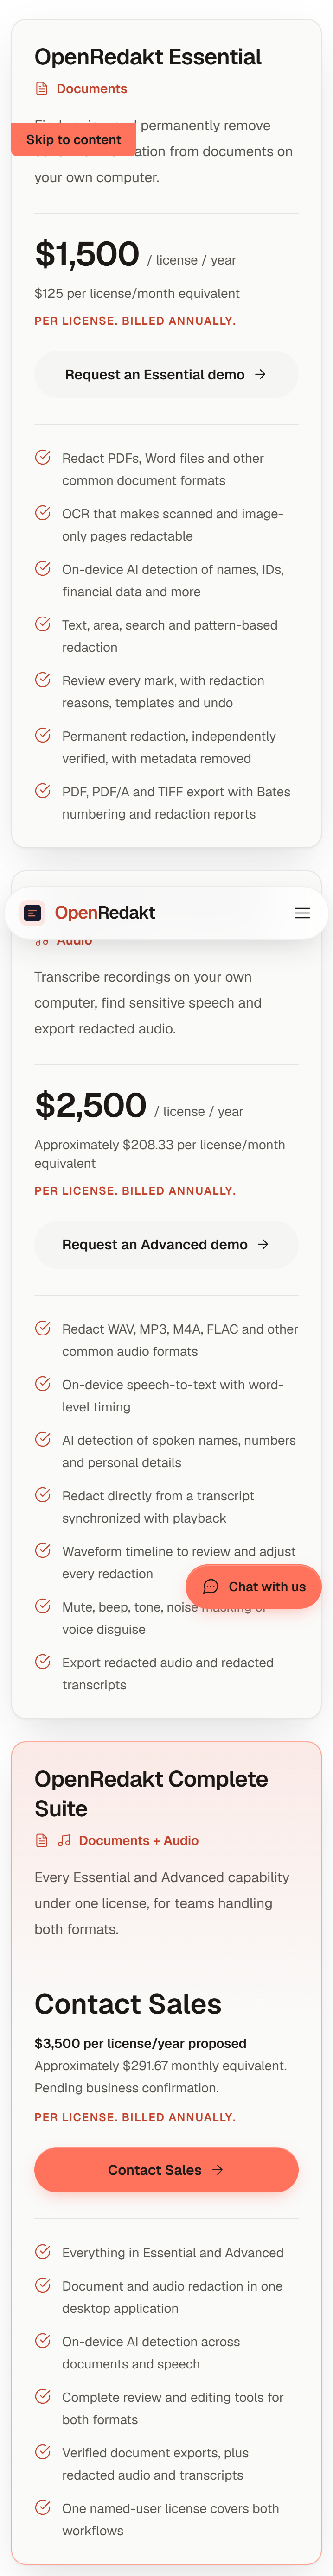 OpenRedakt Essential
Documents
permanently remove
Skip to content
ation from documents on
your own computer.
$1,500 / license / year
$125 per license/month equivalent
PER LICENSE. BILLED ANNUALLY.
Request an Essential demo
Redact PDFs, Word files and other
common document formats
OCR that makes scanned and image-
only pages redactable
On-device AI detection of names, IDs,
financial data and more
Text, area, search and pattern-based
redaction
Review every mark, with redaction
reasons, templates and undo
Permanent redaction, independently
verified, with metadata removed
PDF, PDF/A and TIFF export with Bates
numbering and redaction reports
OpenRedakt
Audio
Transcribe recordings on your own
computer, find sensitive speech and
export redacted audio.
$2,500 / license / year
Approximately $208.33 per license/month
equivalent
PER LICENSE. BILLED ANNUALLY.
Request an Advanced demo
Redact WAV, MP3, M4A, FLAC and other
common audio formats
On-device speech-to-text with word-
level timing
AI detection of spoken names, numbers
and personal details
Redact directly from a transcript
synchronized with playback
Waveform timeline to review and adjust
every redaction
Chat with us
Mute, beep, tone, noise masking or
voice disguise
Export redacted audio and redacted
transcripts
OpenRedakt Complete
Suite
Documents + Audio
Every Essential and Advanced capability
under one license, for teams handling
both formats.
Contact Sales
$3,500 per license/year proposed
Approximately $291.67 monthly equivalent.
Pending business confirmation.
PER LICENSE. BILLED ANNUALLY.
Contact Sales
Everything in Essential and Advanced
Document and audio redaction in one
desktop application
On-device AI detection across
documents and speech
Complete review and editing tools for
both formats
Verified document exports, plus
redacted audio and transcripts
One named-user license covers both
workflows